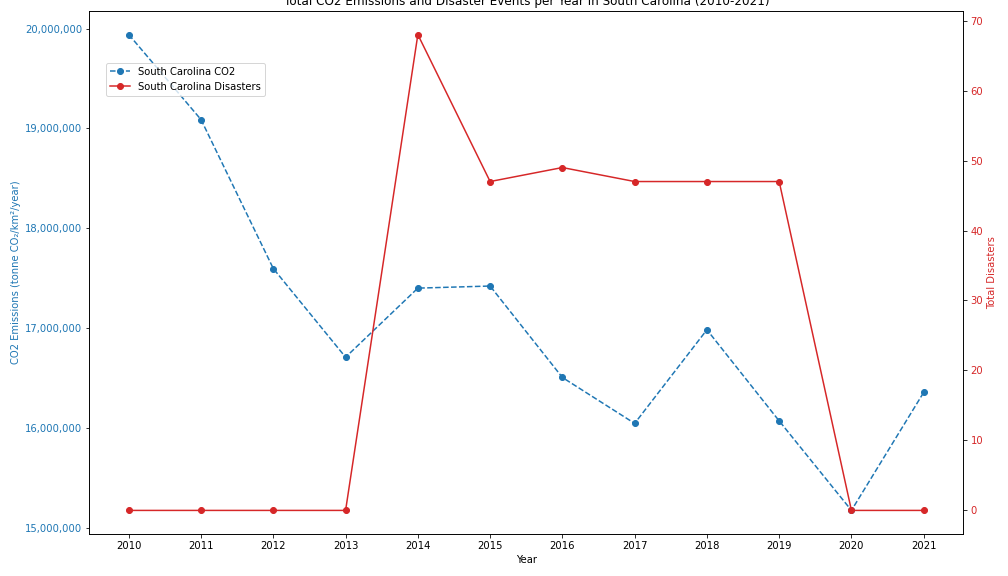 Total CO2 Emissions and Disaster Events per Year in South Carolina (2010-2021)
20,000,000
19,000,000
18,000,000
17,000,000
16,000,000
15,000,000
CO2 Emissions (tonne CO₂/km²/year)
South Carolina CO2
South Carolina Disasters
70
60
50
40
30
20
10
0
Total Disasters
2010 2011 2012 2013 2014 2015 2016 2017 2018 2019 2020 2021
Year